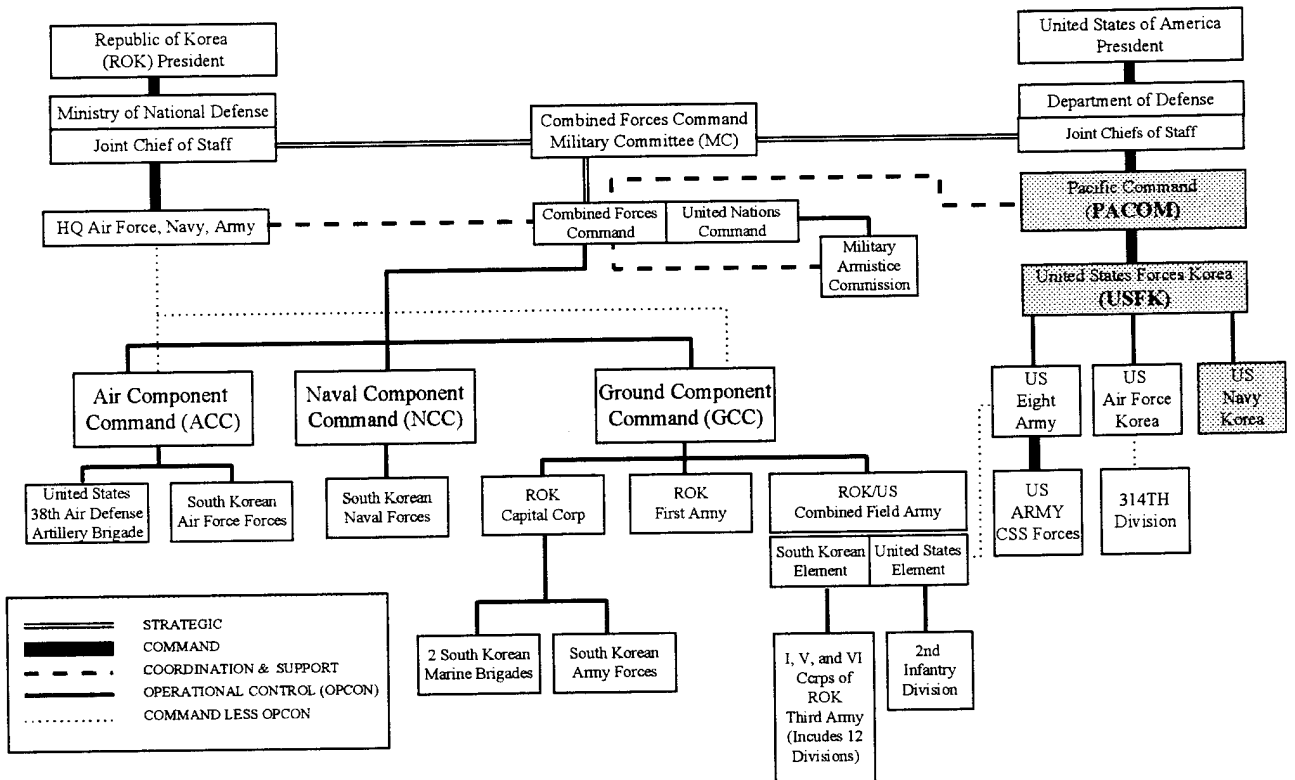 Republic of Korea
(ROK) President
United States of America
President
Ministry of National Defense
Joint Chief of Staff
Combined Forces Command
Military Committee (MC)
Department of Defense
Joint Chiefs of Staff
Pacific Command
(PACOM)
HQ Air Force, Navy, Army
Combined Forces
Command
United Nations
Command
Military
Armistice
Commission
United States Forces Korea
(USFK)
Air Component
Command (ACC)
Naval Component
Command (NCC)
Ground Component
Command (GCC)
US
Eight
Army
US
Air Force
Korea
US
Navy
Korea
United States
38th Air Defense
Artillery Brigade
South Korean
Air Force Forces
South Korean
Naval Forces
ROK
Capital Corp
ROK
First Army
ROK/US
Combined Field Army
South Korean
Element
United States
Element
US
ARMY
CSS Forces
314TH
Division
2 South Korean
Marine Brigades
South Korean
Army Forces
I, V, and VI
Corps of
ROK
Third Army
(Incudes 12
Divisions)
2nd
Infantry
Division
STRATEGIC
COMMAND
COORDINATION & SUPPORT
OPERATIONAL CONTROL (OPCON)
COMMAND LESS OPCON